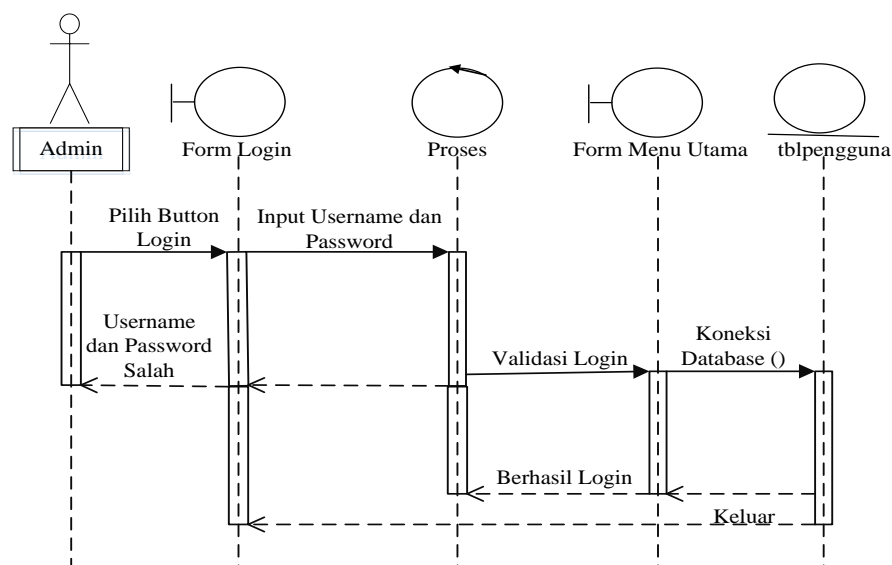 Admin
Form Login
Proses
Form Menu Utama
tblpengguna
Pilih Button
Login
Input Username dan
Password
Username
dan Password
Salah
Validasi Login
Koneksi
Database ()
Berhasil Login
Keluar